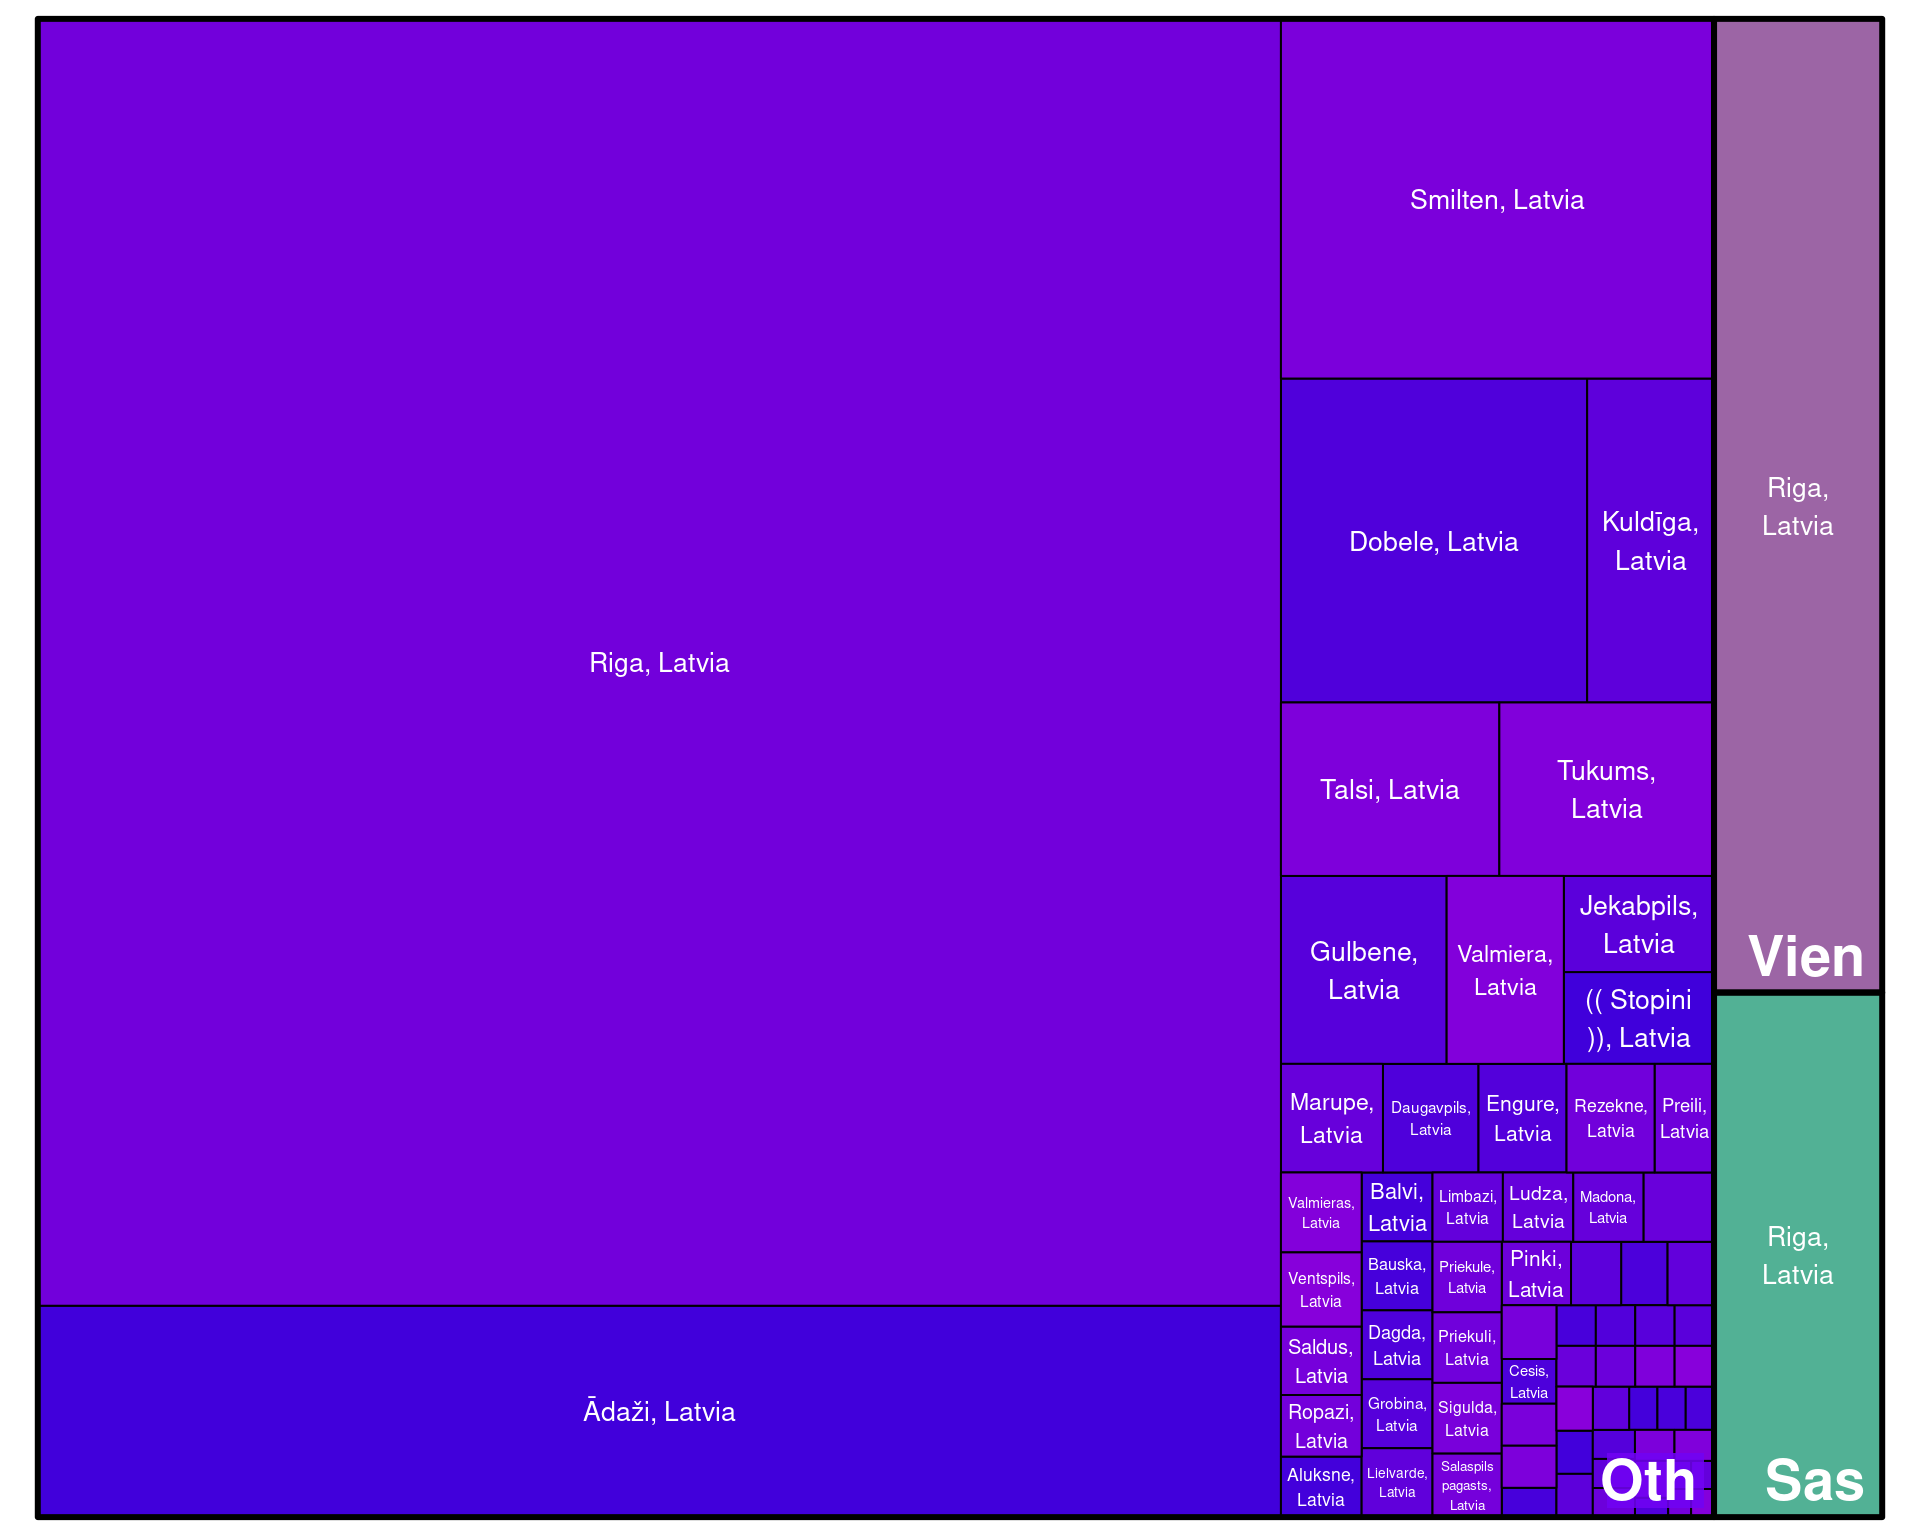 Riga, Latvia
Ādaži, Latvia
Smilten, Latvia
Dobele, Latvia
Kuldīga,
Latvia
Talsi, Latvia
Tukums,
Latvia
Gulbene,
Latvia
Valmiera,
Latvia
Jekabpils,
Latvia
(( Stopini
)), Latvia
Marupe,
Latvia
Daugavpils,
Latvia
Engure,
Latvia
Rezekne,
Latvia
Preili,
Latvia
Valmieras,
Latvia
Ventspils,
Latvia
Saldus,
Latvia
Ropazi,
Latvia
Aluksne,
Latvia
Balvi,
Latvia
Bauska,
Latvia
Dagda,
Latvia
Grobina,
Latvia
Lielvarde,
Latvia
Limbazi,
Latvia
Priekule,
Latvia
Priekuli,
Latvia
Sigulda,
Latvia
Salaspils
pagasts,
Latvia
Ludza,
Latvia
Madona,
Latvia
Pinki,
Latvia
Cesis,
Latvia
Oth
Riga,
Latvia
Vien
Riga,
Latvia
Sas